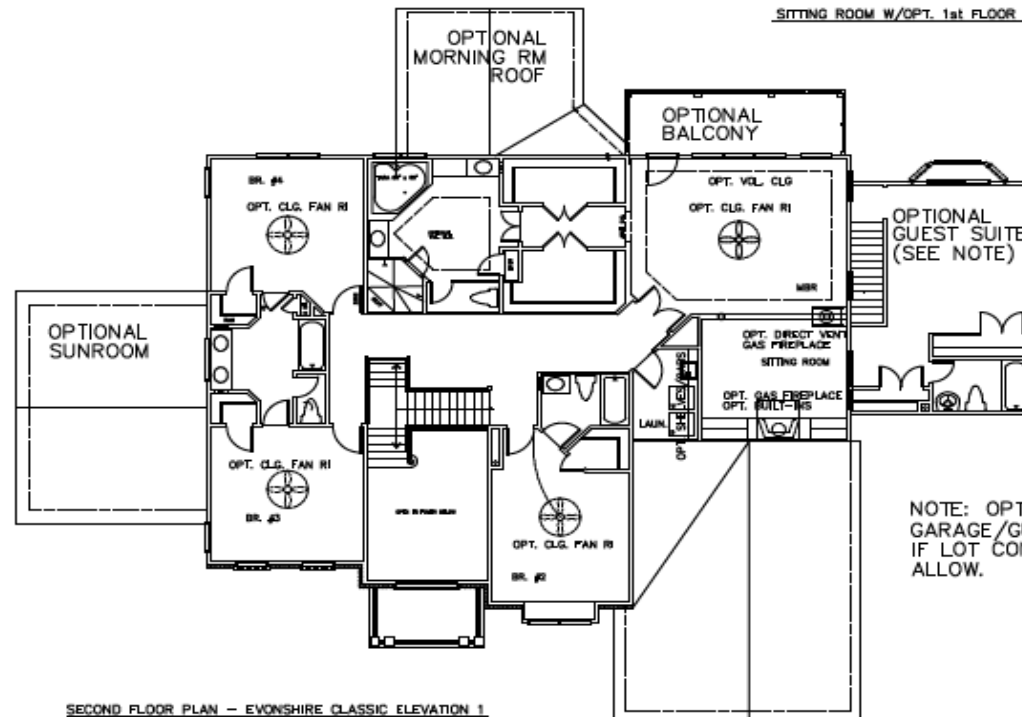 SITTING ROOM W/OPT. 1st FLOOR
OPTIONAL
MORNING RM
ROOF
OPTIONAL
BALCONY
BR. #4
OPT. CLG. FAN RI
OPT. VOL. CLG
OPT. CLG. FAN RI
MBR
OPTIONAL
GUEST SUITE
(SEE NOTE)
OPTIONAL
SUNROOM
OPT. DIRECT VENT
GAS FIREPLACE
SITTING ROOM
OPT. GAS FIREPLACE
OPT. BUILT-INS
LAUN.
OPT. SHELVES/
OPT. CLG. FAN RI
BR. #3
OPT. CLG. FAN RI
BR. #2
NOTE: OPT
GARAGE/G
IF LOT CO
ALLOW.
SECOND FLOOR PLAN - EVONSHIRE CLASSIC ELEVATION 1